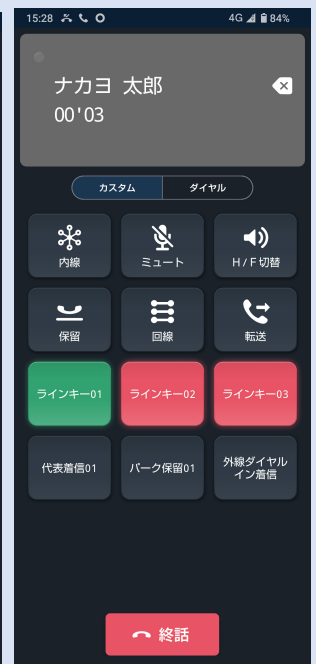 15:28 4G 84%
ナカヨ 太郎
00'03
カスタム ダイヤル
内線 ミュート H/F切替
保留 回線 転送
ラインキー01 ラインキー02 ラインキー03
代表着信01 パーク保留01 外線ダイヤル
イン着信
終話